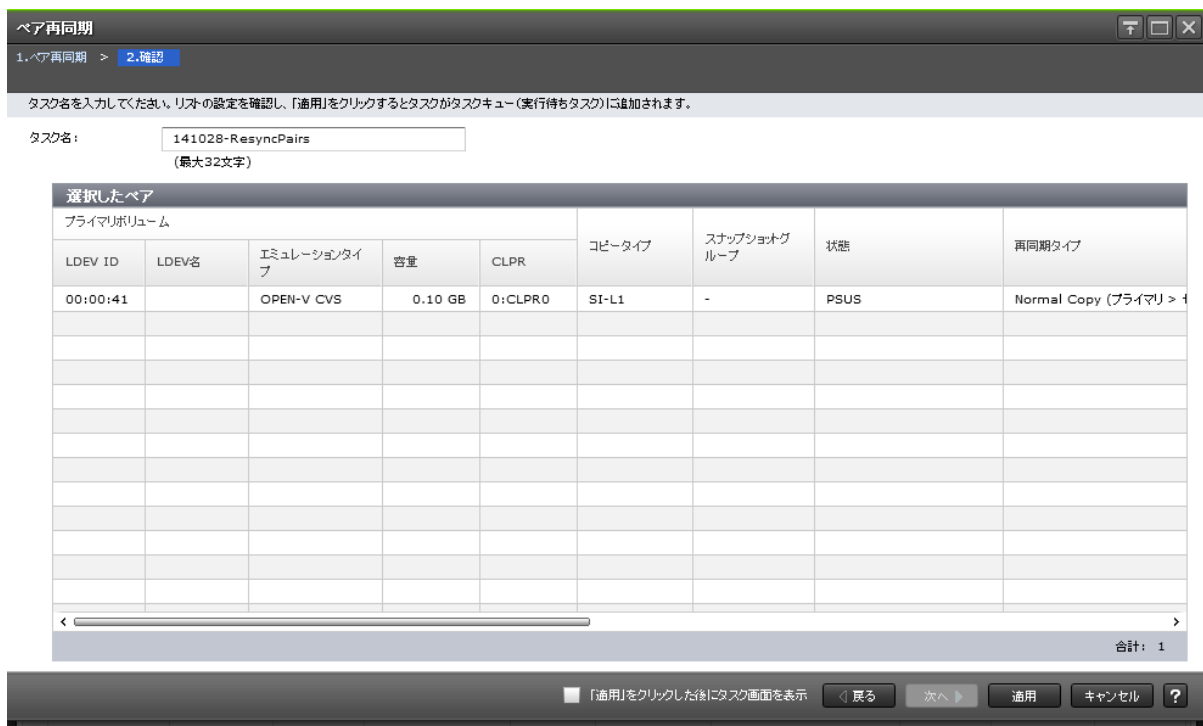 ペア再同期
1.ペア再同期 > 2.確認
タスク名を入力してください。リストの設定を確認し、「適用」をクリックするとタスクがタスクキュー(実行待ちタスク)に追加されます。
タスク名: 141028-ResyncPairs
(最大32文字)
選択したペア
プライマリボリューム
コピータイプ スナップショットグループ 状態 再同期タイプ
LDEV ID LDEV名 エミュレーションタイプ 容量 CLPR
00:00:41 OPEN-V CVS 0.10 GB 0:CLPR0 SI-L1 - PSUS Normal Copy (プライマリ >
合計: 1
「適用」をクリックした後にタスク画面を表示 戻る 次へ 適用 キャンセル ?